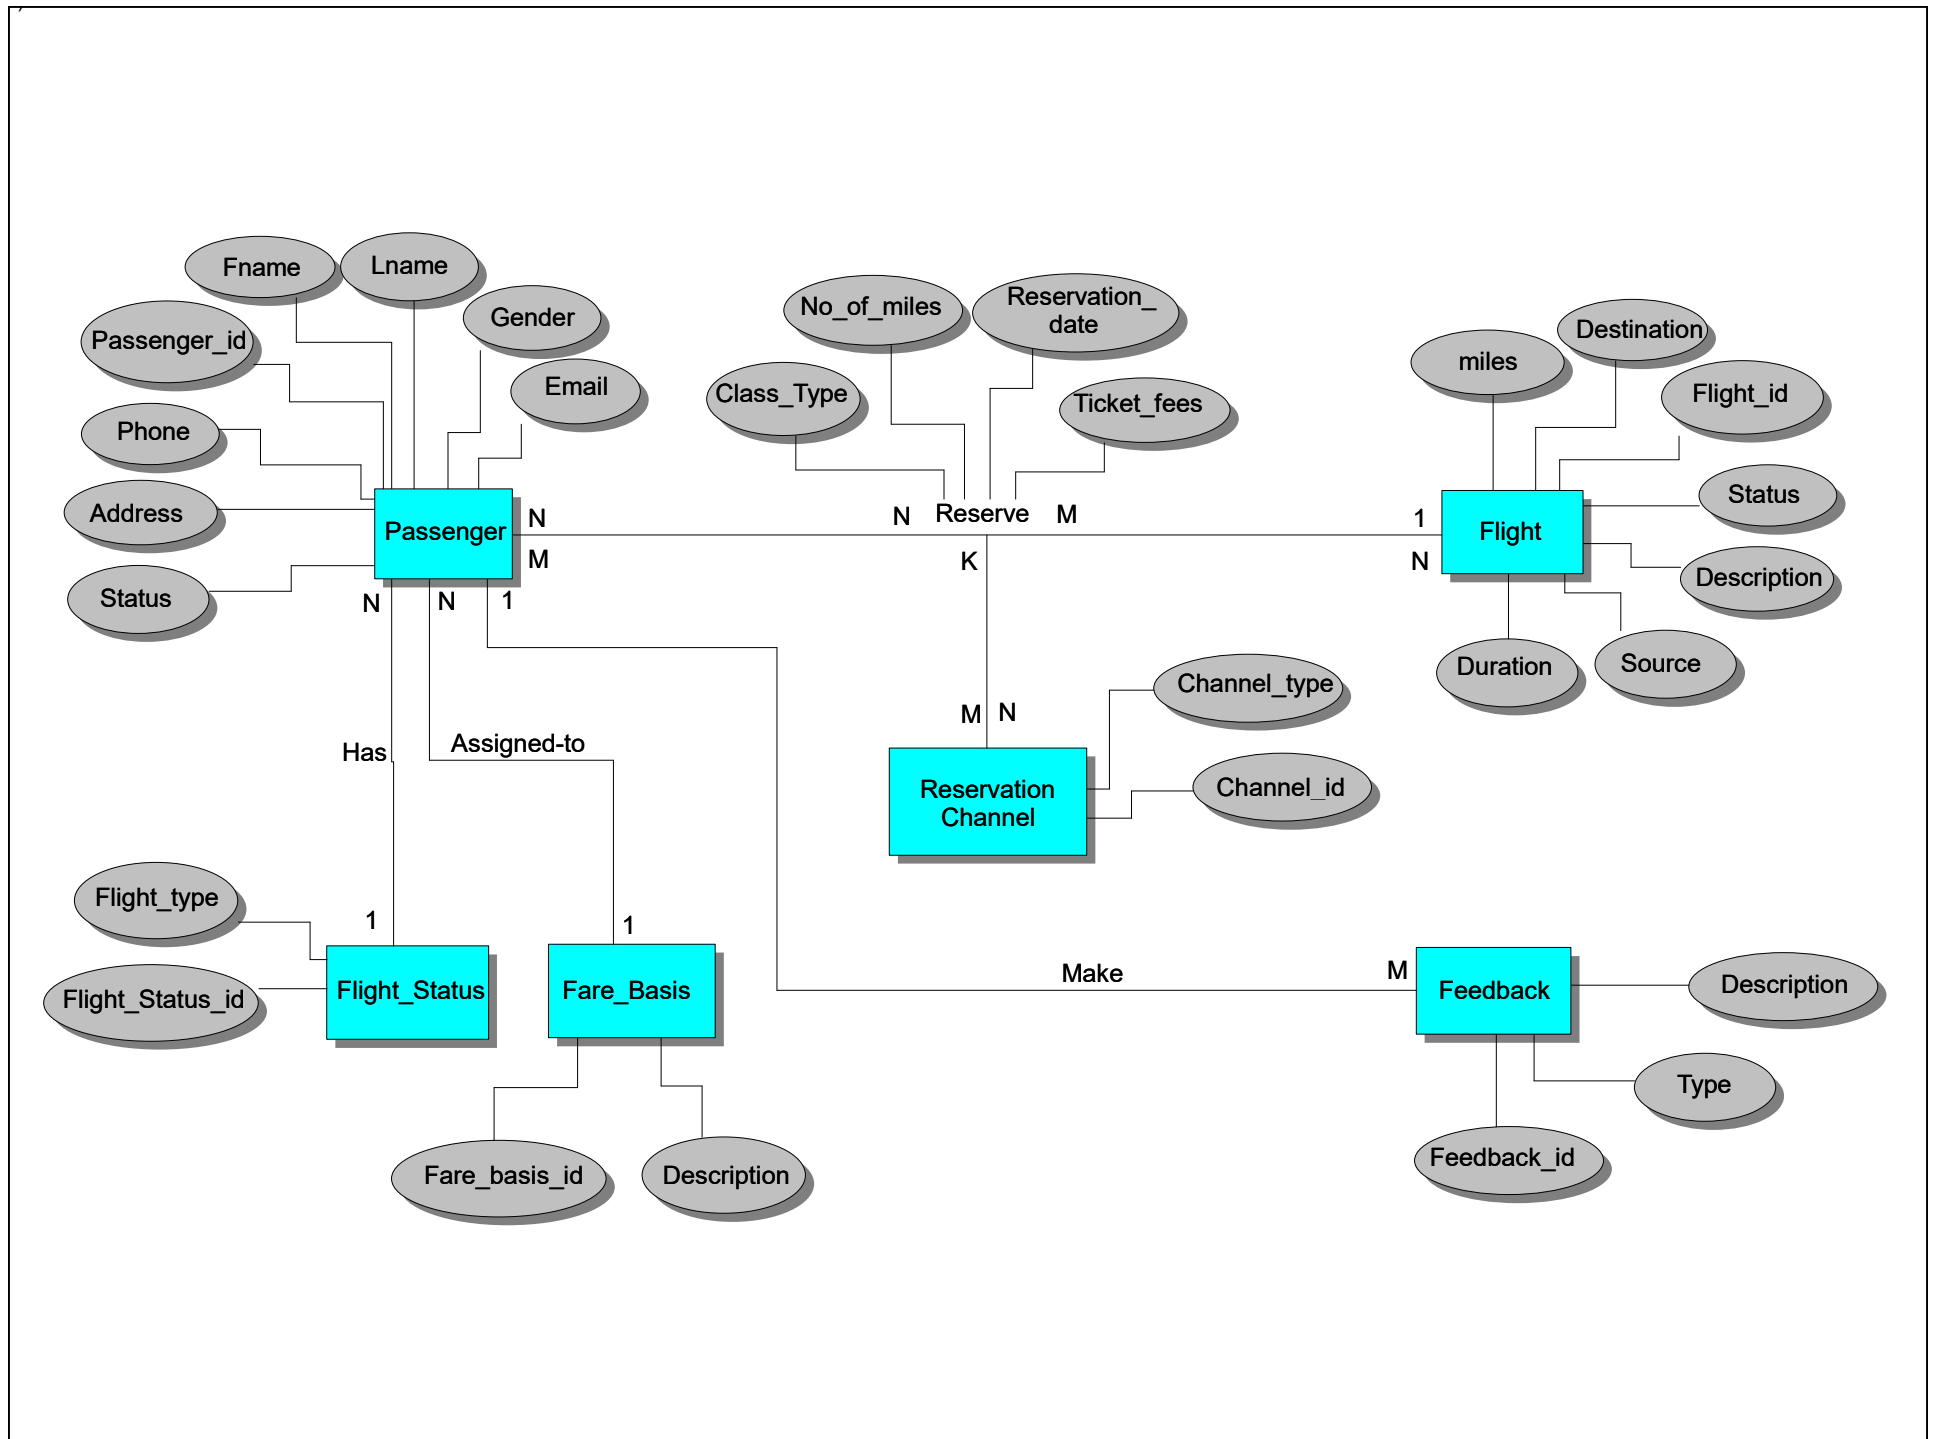 Fname
Lname
Gender
Passenger_id
Email
Phone
Address
Status
Passenger
N
M
N
N
1
No_of_miles
Reservation_
date
Class_Type
Ticket_fees
N
Reserve
M
K
miles
Destination
Flight_id
Status
1
N
Flight
Description
Duration
Source
M
N
Channel_type
Reservation
Channel
Channel_id
Has
Assigned-to
Flight_type
1
1
Flight_Status_id
Flight_Status
Fare_Basis
Make
M
Feedback
Description
Type
Feedback_id
Fare_basis_id
Description